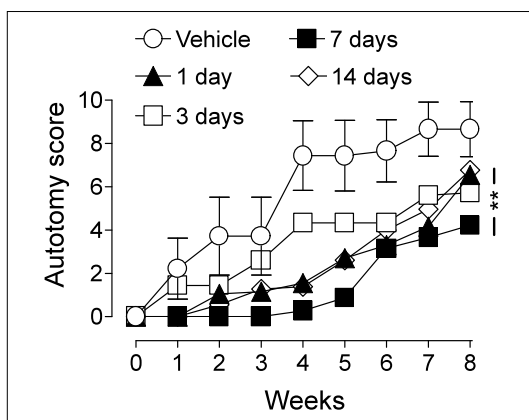 Vehicle
7 days
1 day
14 days
3 days
10
8
6
4
2
0
Autotomy score
**
0 1 2 3 4 5 6 7 8
Weeks